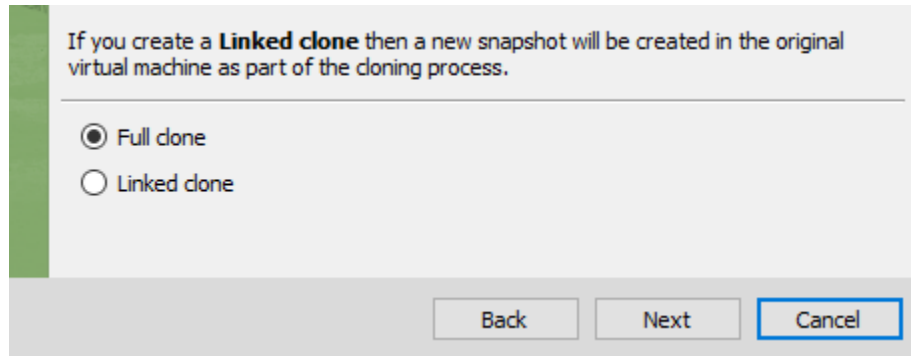 If you create a Linked clone then a new snapshot will be created in the original
virtual machine as part of the cloning process.
Full clone
Linked clone
Back Next Cancel